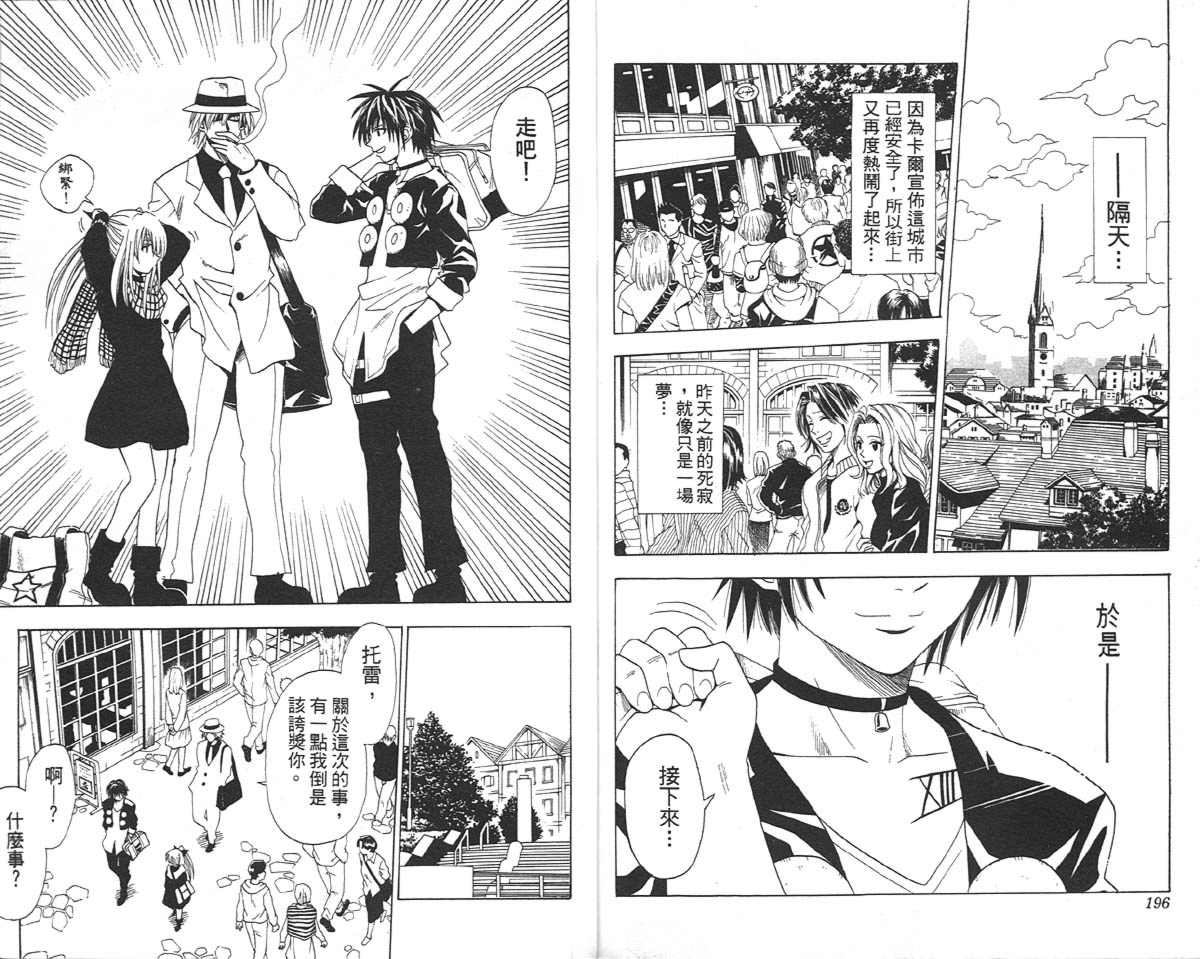 ——隔天…
因為卡爾宣佈這城市
已經安全了，所以街上
又再度熱鬧了起來…
昨天之前的死寂
，就像只是一場
夢…
於是——
接下來…
XIII
196
走吧！
綁緊！
托雷，
關於這次的事，
有一點我倒是
該誇獎你。
啊—？
什麼事？